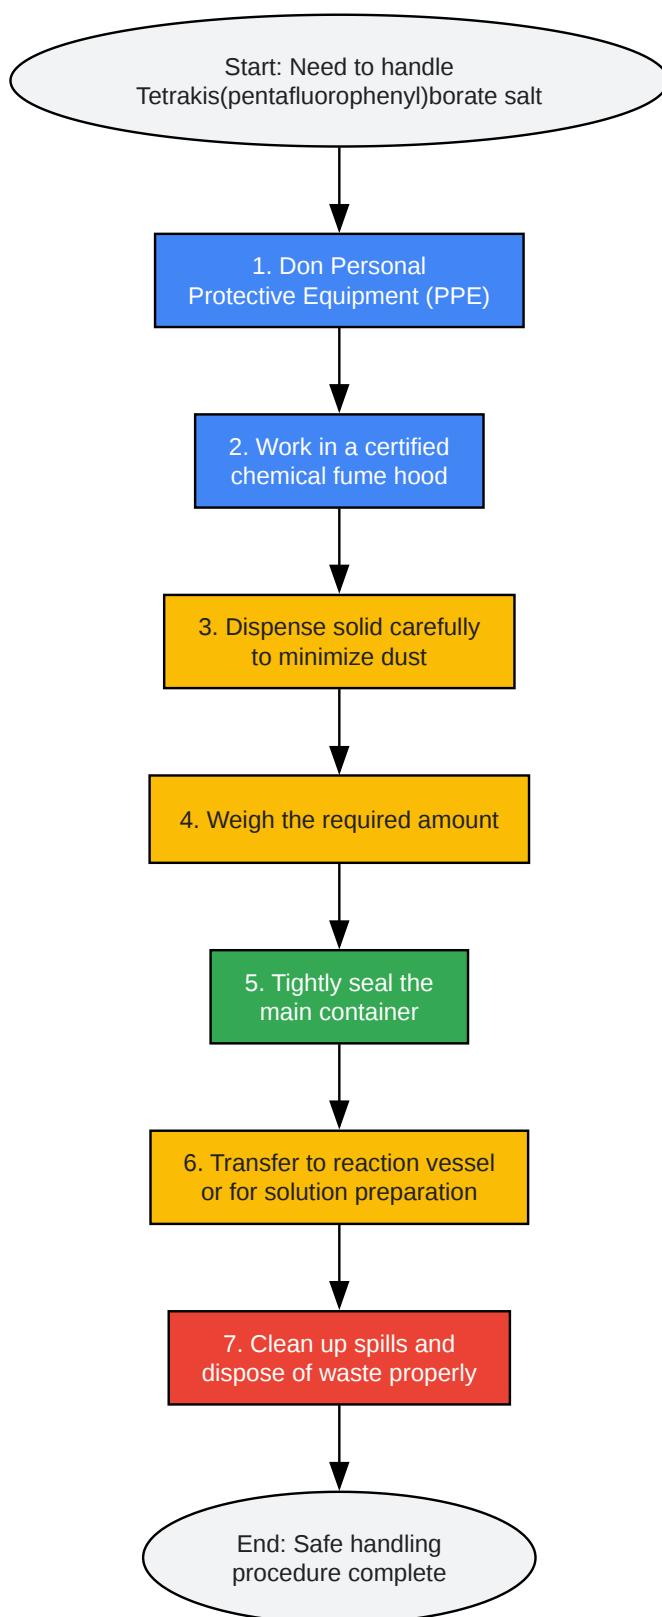 Start: Need to handle
Tetrakis(pentafluorophenyl)borate salt
1. Don Personal
Protective Equipment (PPE)
2. Work in a certified
chemical fume hood
3. Dispense solid carefully
to minimize dust
4. Weigh the required amount
5. Tightly seal the
main container
6. Transfer to reaction vessel
or for solution preparation
7. Clean up spills and
dispose of waste properly
End: Safe handling
procedure complete